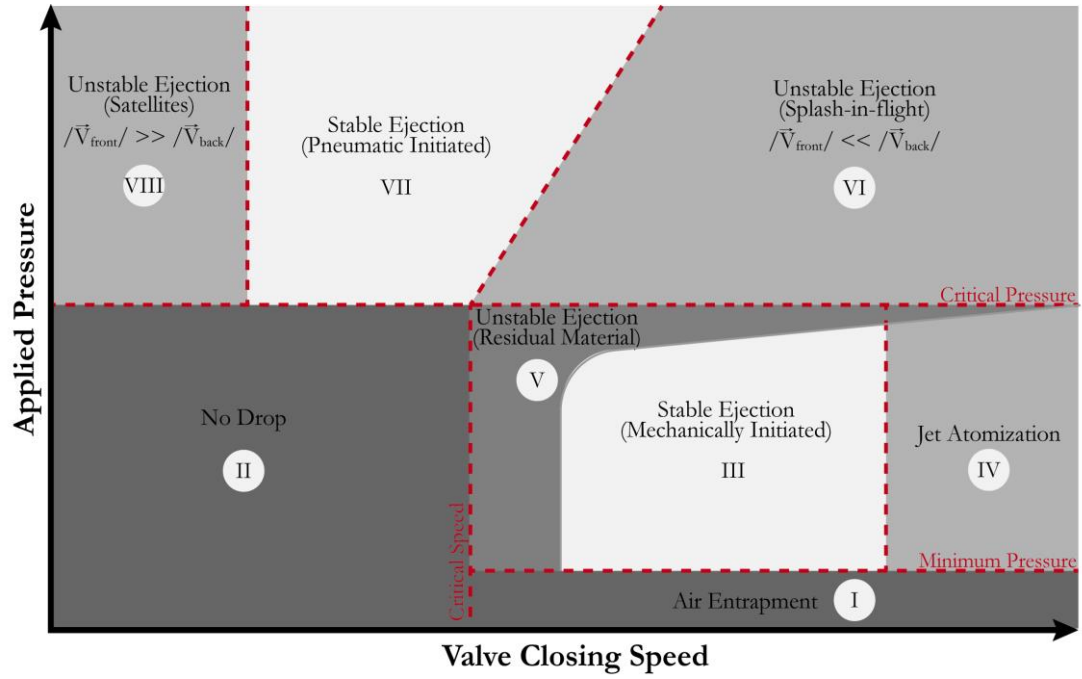 Unstable Ejection
(Satellites)
/V⃗front/ >> /V⃗back/
VIII
Stable Ejection
(Pneumatic Initiated)
VII
Unstable Ejection
(Splash-in-flight)
/V⃗front/ << /V⃗back/
VI
Critical Pressure
Applied Pressure
No Drop
II
Unstable Ejection
(Residual Material)
V
Stable Ejection
(Mechanically Initiated)
III
Jet Atomization
IV
Critical Speed
Minimum Pressure
Air Entrapment
I
Valve Closing Speed